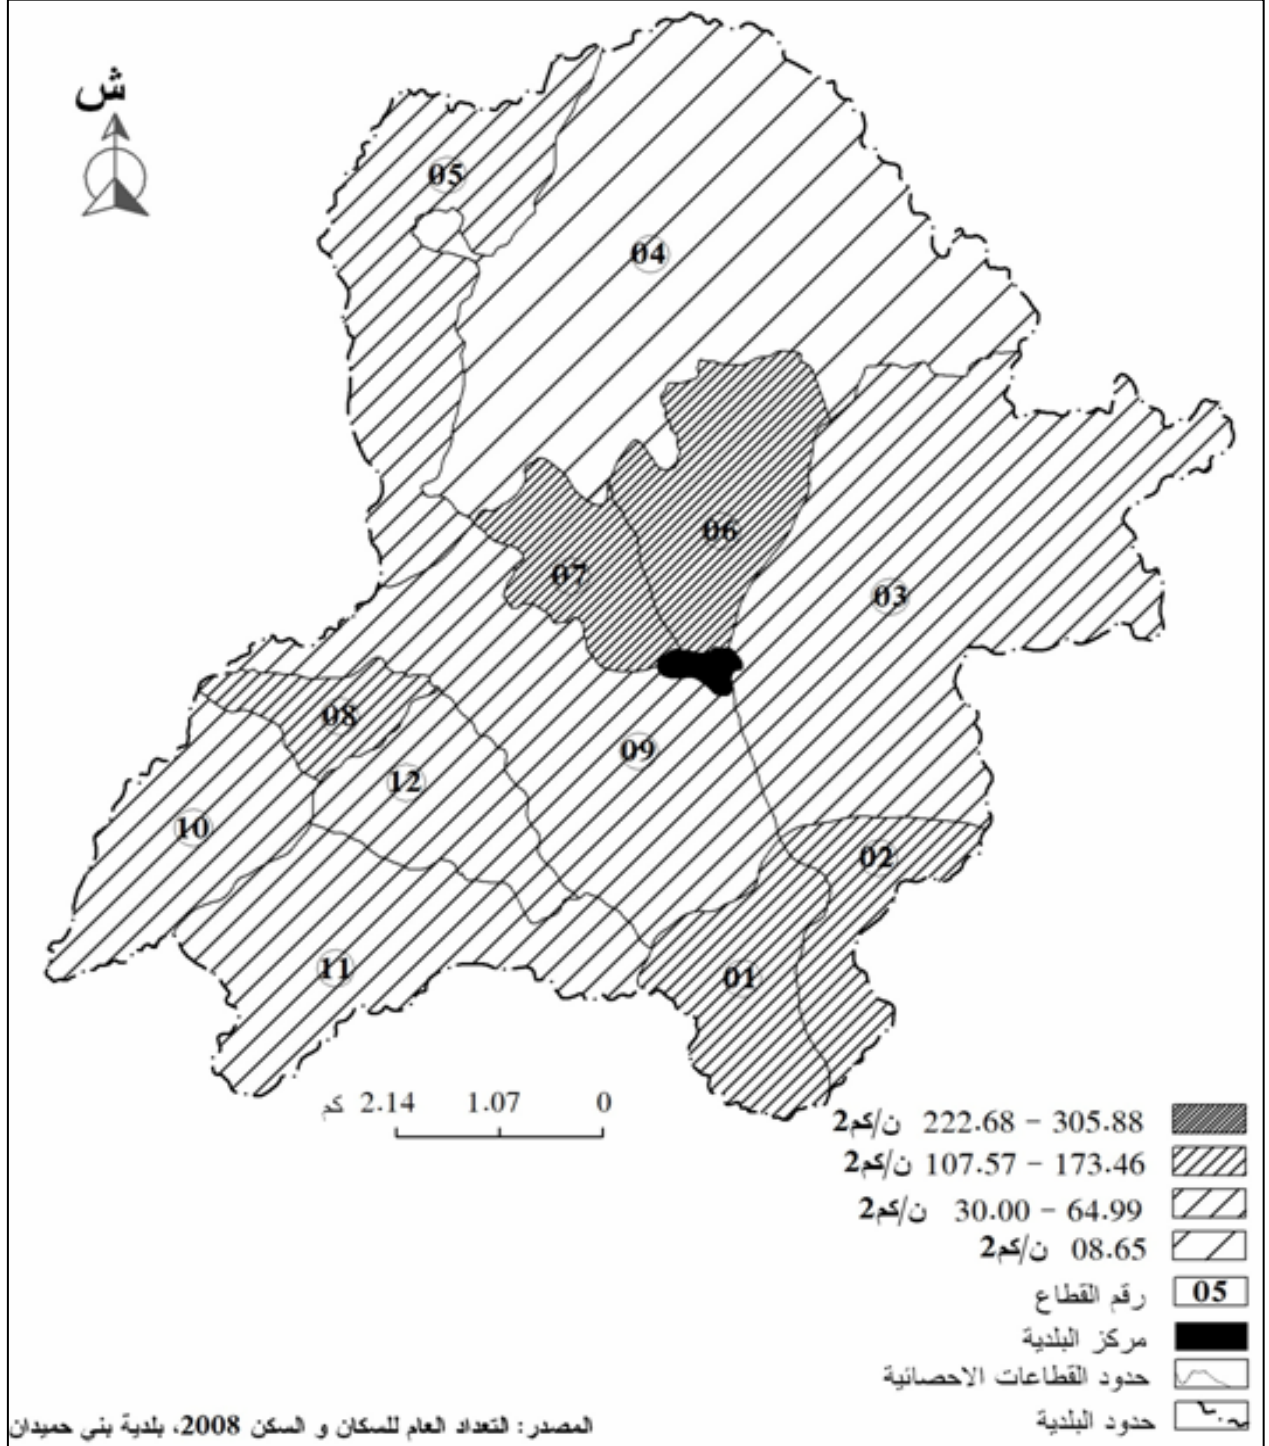 ش
05
04
06
07
03
08
09
12
10
02
11
01
كم 2.14 1.07 0
222.68 - 305.88 ن/كم2
107.57 - 173.46 ن/كم2
30.00 - 64.99 ن/كم2
08.65 ن/كم2
05 رقم القطاع
مركز البلدية
حدود القطاعات الاحصائية
حدود البلدية
المصدر: التعداد العام للسكان و السكن 2008، بلدية بني حميدان